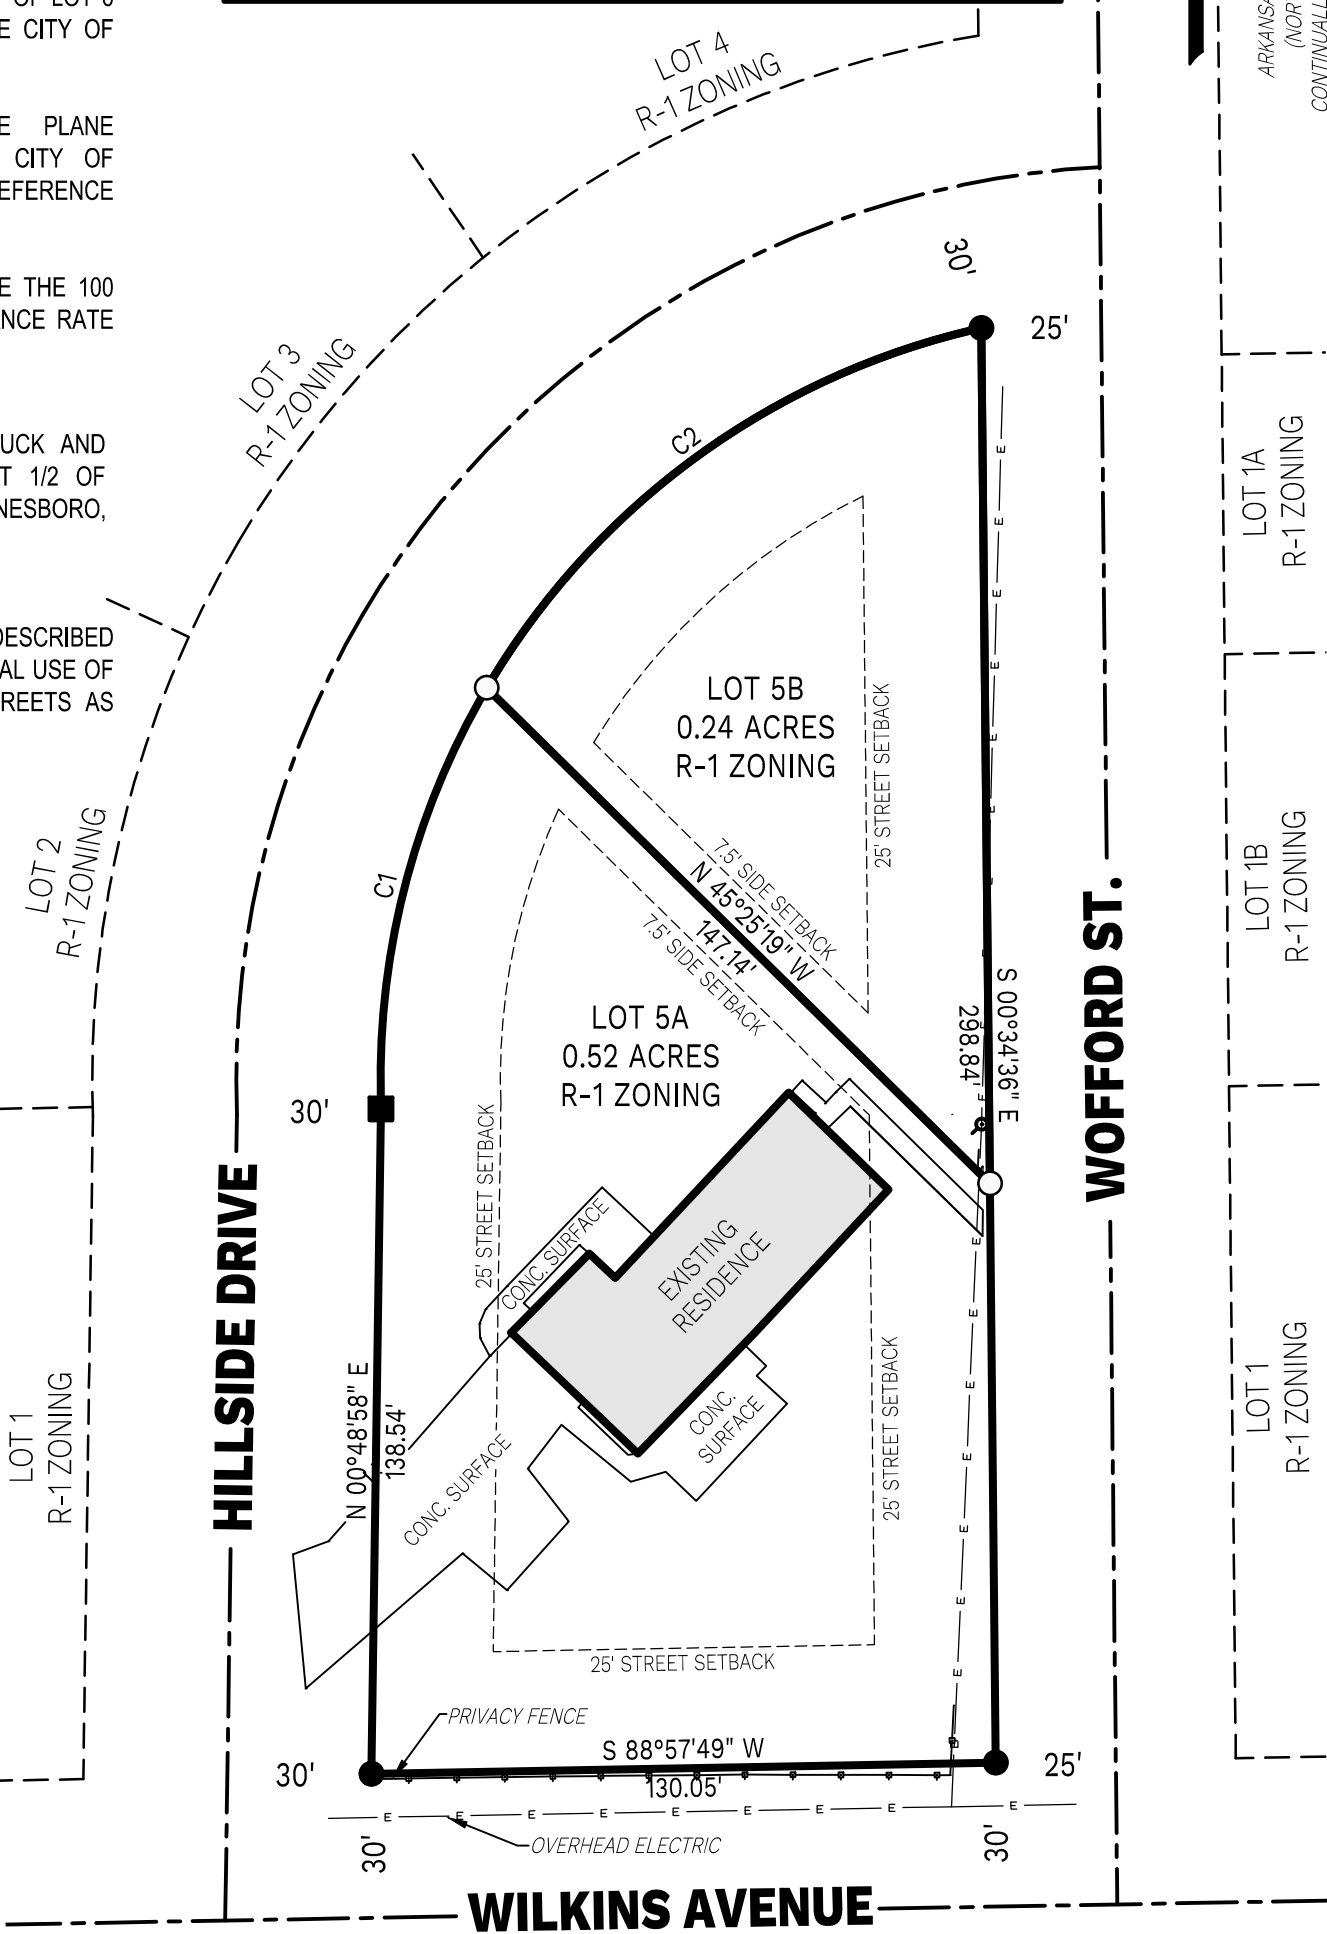 OF LOT 6
E CITY OF
E PLANE
CITY OF
EFERENCE
E THE 100
ANCE RATE
UCK AND
T 1/2 OF
NESBORO,
DESCRIBED
AL USE OF
REETS AS
ARKANSA
(NOR
CONTINUALL
LOT 4
R-1 ZONING
30'
25'
LOT 3
R-1 ZONING
C2
LOT 1A
R-1 ZONING
LOT 5B
0.24 ACRES
R-1 ZONING
25' STREET SETBACK
LOT 2
R-1 ZONING
C1
7.5' SIDE SETBACK
N 45°25'19" W
147.14'
7.5' SIDE SETBACK
LOT 1B
R-1 ZONING
WOFFORD ST.
S 00°34'36" E
298.84'
LOT 5A
0.52 ACRES
R-1 ZONING
30'
25' STREET SETBACK
HILLSIDE DRIVE
CONC. SURFACE
EXISTING
RESIDENCE
N 00°48'58" E
138.54'
CONC. SURFACE
CONC.
SURFACE
25' STREET SETBACK
LOT 1
R-1 ZONING
LOT 1
R-1 ZONING
25' STREET SETBACK
PRIVACY FENCE
S 88°57'49" W
130.05'
30'
25'
E E E E E E E E E E
OVERHEAD ELECTRIC
30'
30'
WILKINS AVENUE